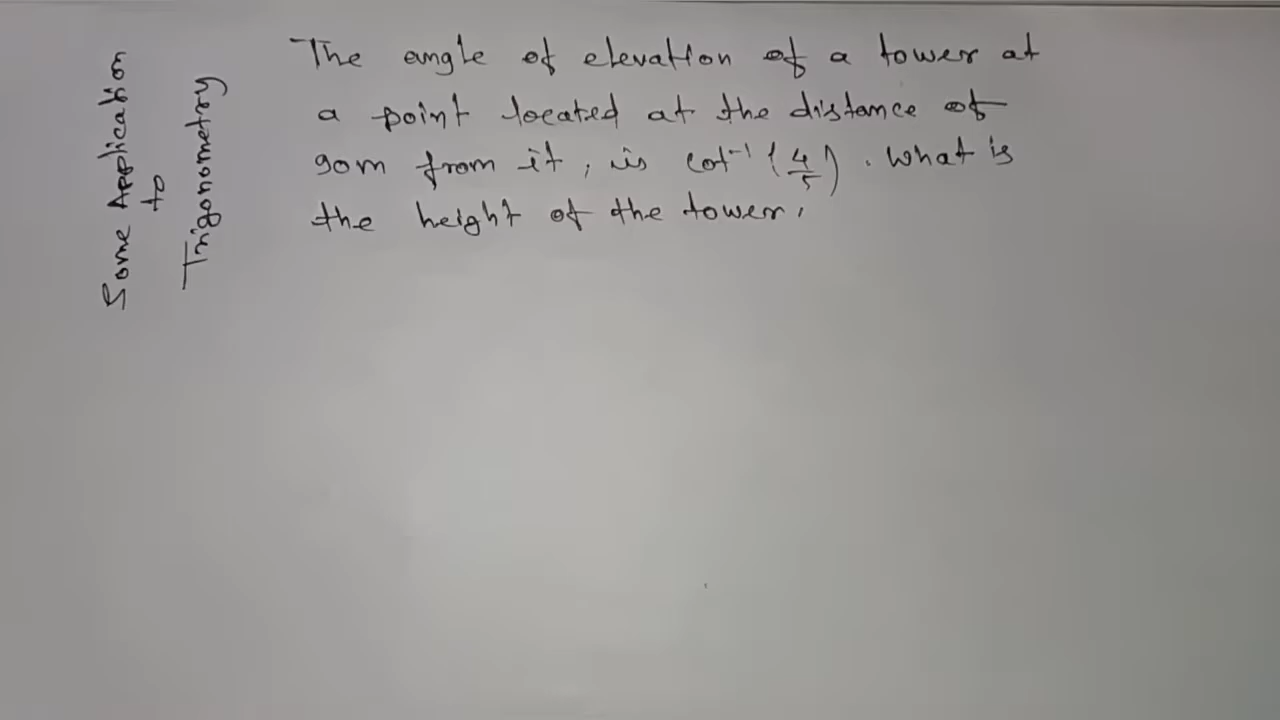 Some Application
to
Trigonometry
The angle of elevation of a tower at
a point located at the distance of
90m from it, is cot⁻¹ (4/5). What is
the height of the tower.